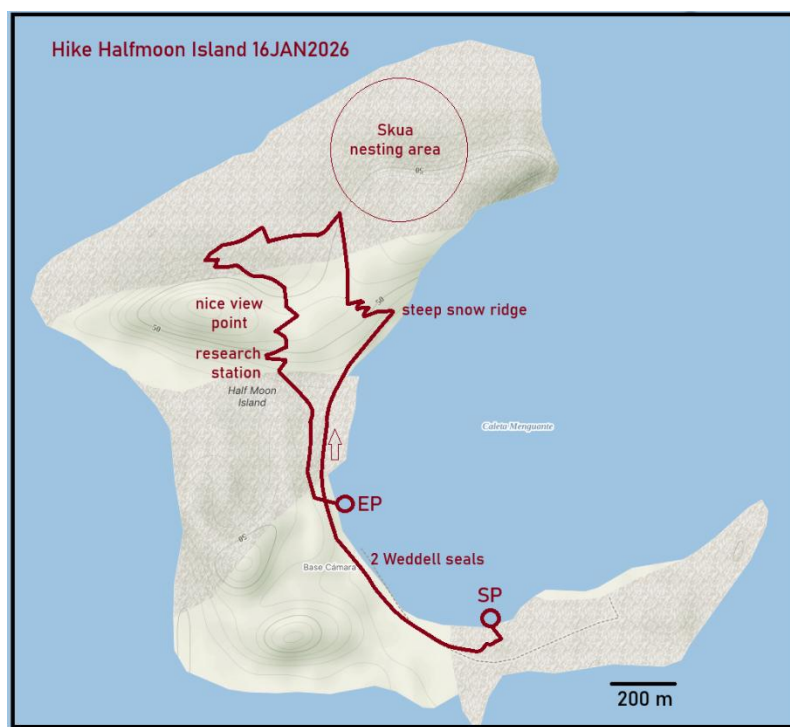 Hike Halfmoon Island 16JAN2026
Skua
nesting area
nice view
point
steep snow ridge
research
station
Half Moon
Island
Caleta Menguante
EP
2 Weddell seals
Base Cámara
SP
200 m
50